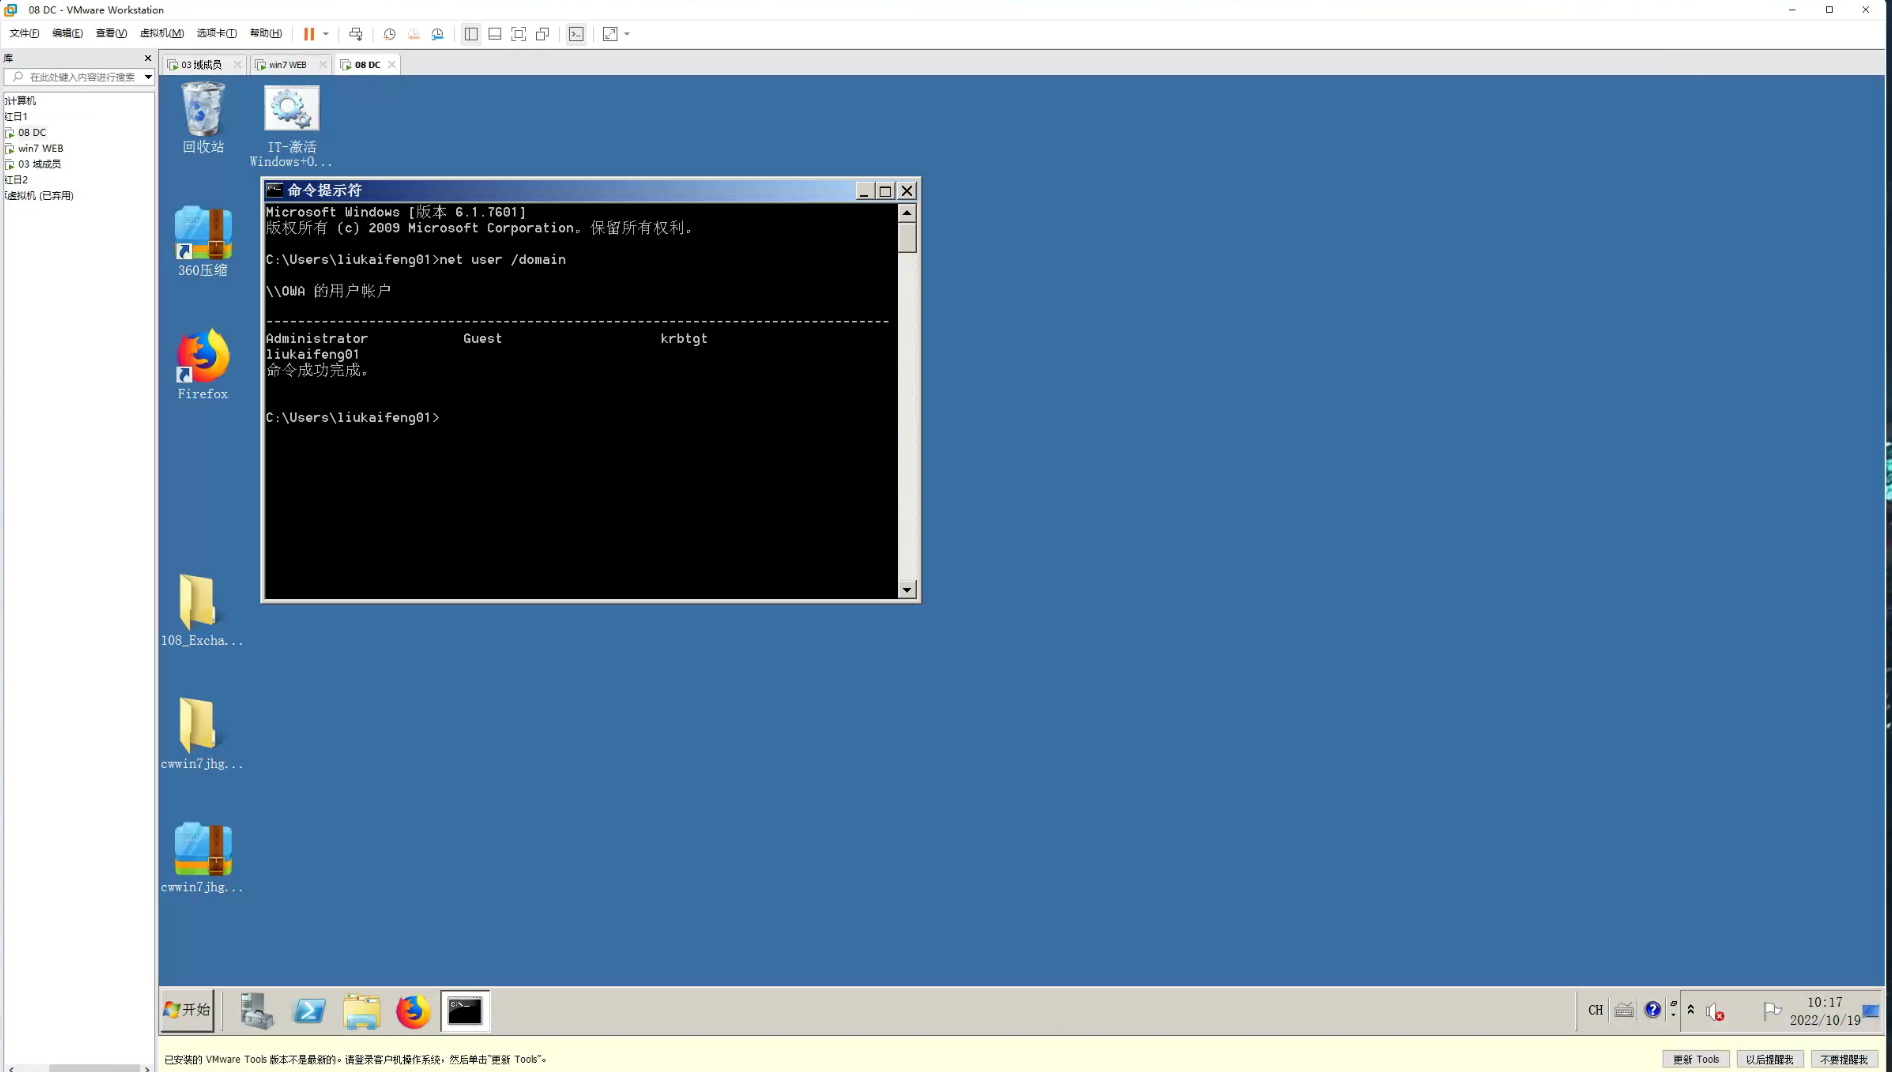 08 DC - VMware Workstation
文件(F) 编辑(E) 查看(V) 虚拟机(M) 选项卡(T) 帮助(H)
库
在此处键入内容进行搜索
计算机
红日1
08 DC
win7 WEB
03 域成员
红日2
虚拟机 (已弃用)
03 域成员 win7 WEB 08 DC
回收站
IT-激活
Windows+O...
360压缩
Firefox
108_Excha...
cwwin7jhg...
cwwin7jhg...
命令提示符
Microsoft Windows [版本 6.1.7601]
版权所有 (c) 2009 Microsoft Corporation。保留所有权利。
C:\Users\liukaifeng01>net user /domain
\\OWA 的用户帐户
-------------------------------------------------------------------------------
Administrator Guest krbtgt
liukaifeng01
命令成功完成。
C:\Users\liukaifeng01>
开始
CH
10:17
2022/10/19
已安装的 VMware Tools 版本不是最新的。请登录客户机操作系统，然后单击"更新 Tools"。
更新 Tools 以后提醒我 不要提醒我